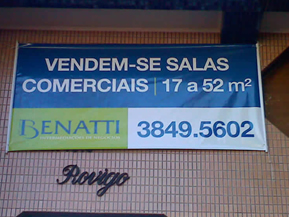 VENDEM-SE SALAS
COMERCIAIS | 17 a 52 m²
BENATTI
3849.5602
Rovigo